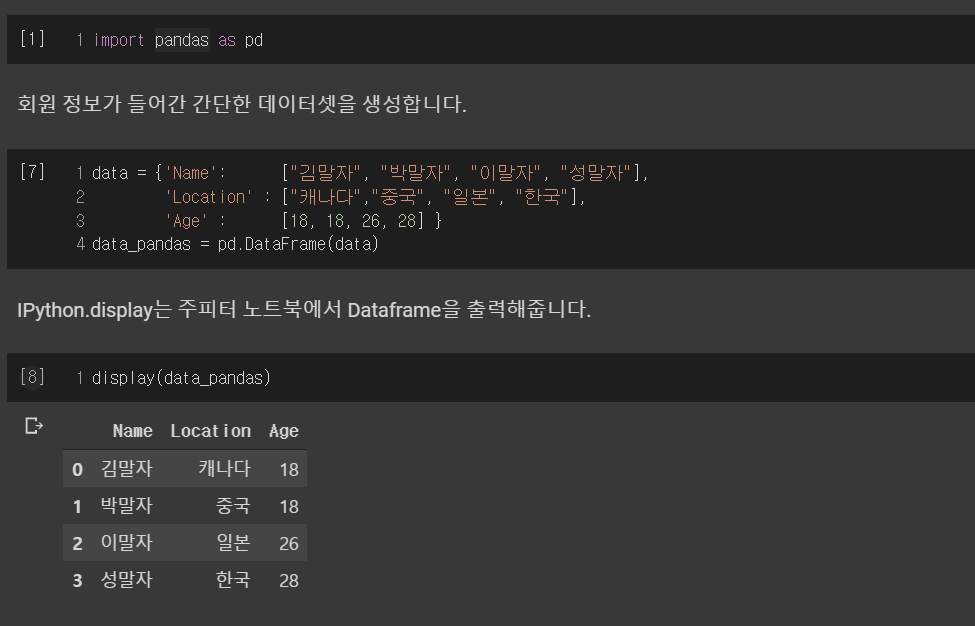 [1] 1 import pandas as pd
회원 정보가 들어간 간단한 데이터셋을 생성합니다.
[7] 1 data = {'Name': ["김말자", "박말자", "이말자", "성말자"],
2 'Location' : ["캐나다","중국", "일본", "한국"],
3 'Age' : [18, 18, 26, 28] }
4 data_pandas = pd.DataFrame(data)
IPython.display는 주피터 노트북에서 Dataframe을 출력해줍니다.
[8] 1 display(data_pandas)
Name Location Age
0 김말자 캐나다 18
1 박말자 중국 18
2 이말자 일본 26
3 성말자 한국 28